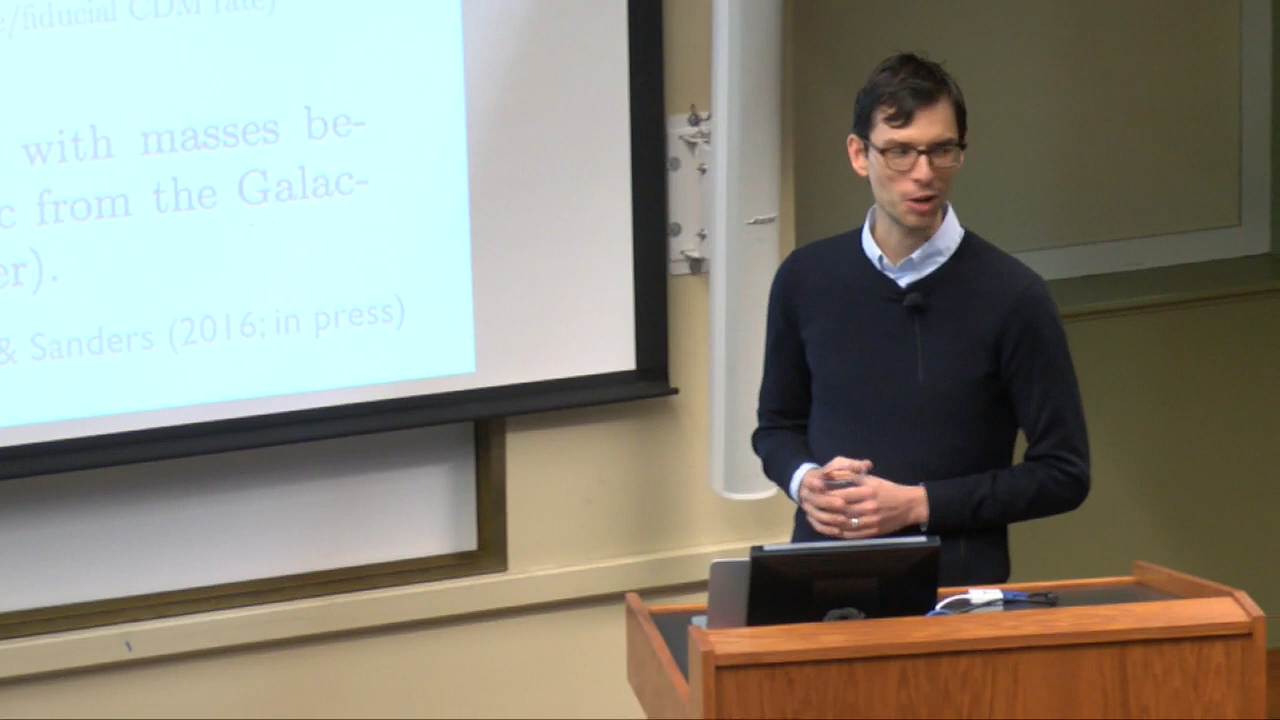 e/fiducial CDM rate)
with masses be-
c from the Galac-
er).
& Sanders (2016; in press)